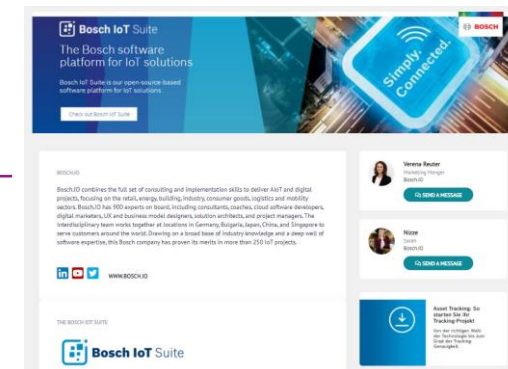 Bosch IoT Suite
BOSCH
The Bosch software
platform for IoT solutions
Simply.
Connected.
Bosch IoT Suite is our open-source-based
software platform for IoT solutions
Check out Bosch IoT Suite
BOSCH.IO
Bosch.IO combines the full set of consulting and implementation skills to deliver AIoT and digital
projects, focusing on the retail, energy, building, industry, consumer goods, logistics and mobility
sectors. Bosch.IO has 900 experts on board, including consultants, coaches, cloud software developers,
digital marketers, UX and business model designers, solution architects, and project managers. The
interdisciplinary team works together at locations in Germany, Bulgaria, Japan, China, and Singapore to
serve customers around the world. Drawing on a broad base of industry knowledge and a deep well of
software expertise, this Bosch company has proven its merits in more than 250 IoT projects.
WWW.BOSCH.IO
THE BOSCH IOT SUITE
Bosch IoT Suite
Verena Reuter
Marketing Manger
Bosch.IO
SEND A MESSAGE
Nizze
Sarah
Bosch.IO
SEND A MESSAGE
Asset Tracking: So
starten Sie Ihr
Tracking-Projekt
Von der richtigen Wahl
der Technologie bis zum
Grad der Tracking-
Genauigkeit.